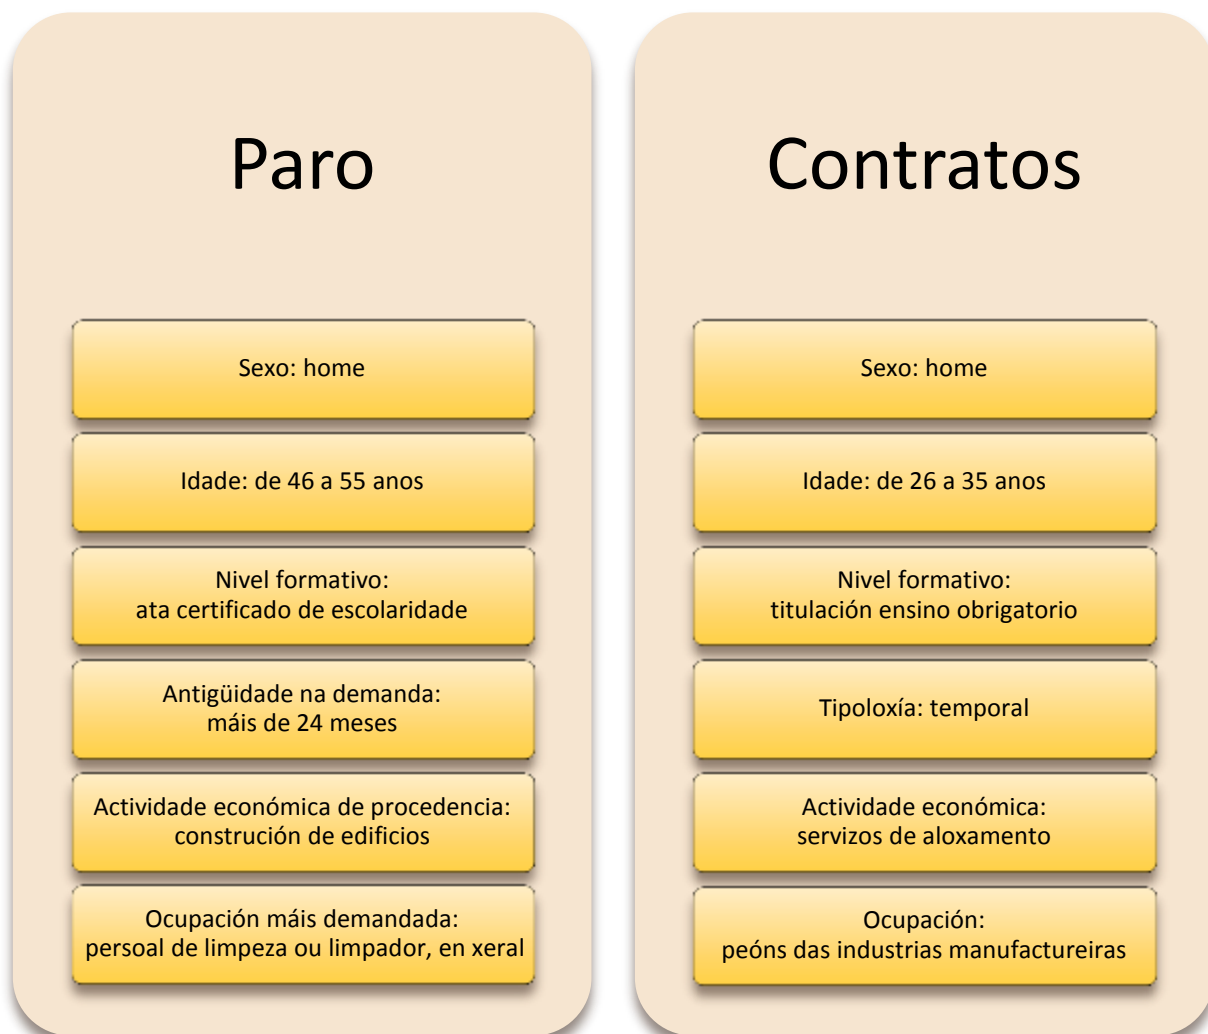 Paro
Sexo: home
Idade: de 46 a 55 anos
Nivel formativo:
ata certificado de escolaridade
Antigüidade na demanda:
máis de 24 meses
Actividade económica de procedencia:
construción de edificios
Ocupación máis demandada:
persoal de limpeza ou limpador, en xeral
Contratos
Sexo: home
Idade: de 26 a 35 anos
Nivel formativo:
titulación ensino obrigatorio
Tipoloxía: temporal
Actividade económica:
servizos de aloxamento
Ocupación:
peóns das industrias manufactureiras